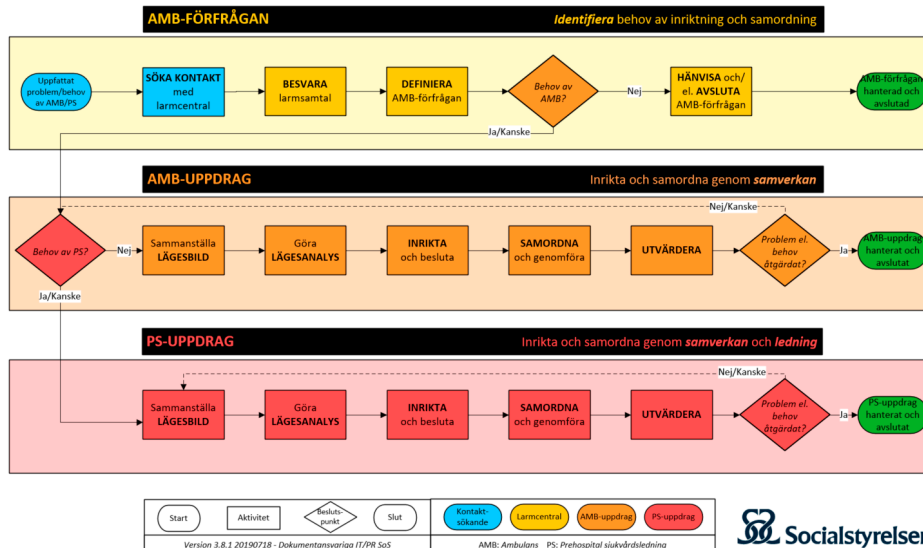 AMB-FÖRFRÅGAN
Identifiera behov av inriktning och samordning
Uppfattat
problem/behov
av AMB/PS
SÖKA KONTAKT
med
larmcentral
BESVARA
larmsamtal
DEFINIERA
AMB-förfrågan
Behov av
AMB?
Nej
HÄNVISA och/
el. AVSLUTA
AMB-förfrågan
AMB-förfrågan
hanterad och
avslutad
Ja/Kanske
AMB-UPPDRAG
Inrikta och samordna genom samverkan
Nej/Kanske
Behov av PS?
Nej
Sammanställa
LÄGESBILD
Göra
LÄGESANALYS
INRIKTA
och besluta
SAMORDNA
och genomföra
UTVÄRDERA
Problem el.
behov
åtgärdat?
Ja
AMB-uppdrag
hanterat och
avslutat
Ja/Kanske
PS-UPPDRAG
Inrikta och samordna genom samverkan och ledning
Nej/Kanske
Sammanställa
LÄGESBILD
Göra
LÄGESANALYS
INRIKTA
och besluta
SAMORDNA
och genomföra
UTVÄRDERA
Problem el.
behov
åtgärdat?
Ja
PS-uppdrag
hanterat och
avslutat
Start
Aktivitet
Besluts-
punkt
Slut
Kontakt-
sökande
Larmcentral
AMB-uppdrag
PS-uppdrag
Version 3.8.1 20190718 - Dokumentansvariga IT/PR SoS
AMB: Ambulans PS: Prehospital sjukvårdsledning
Socialstyrelsen